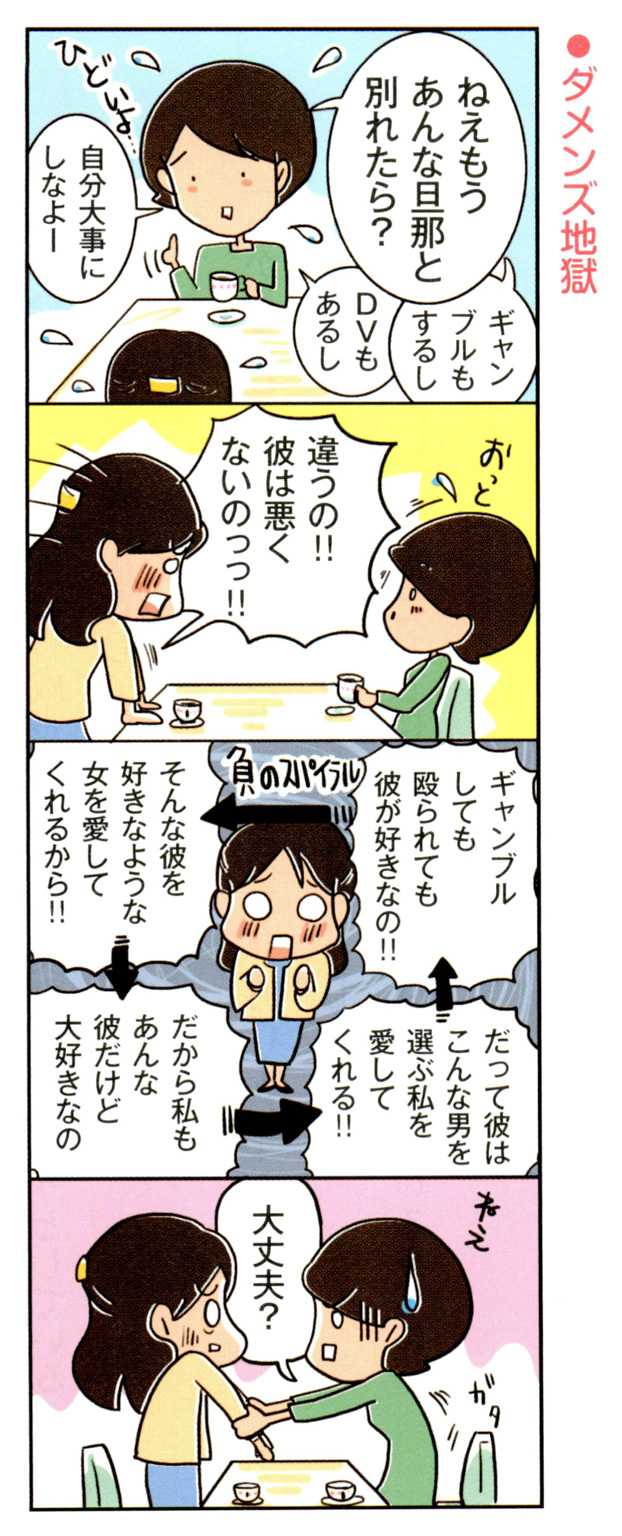 ●ダメンズ地獄
ねえもう
あんな旦那と
別れたら?
ギャン
ブルも
するし
DVも
あるし
ひどいよ…
自分大事に
しなよー
おっと
違うの!!
彼は悪く
ないのっっ!!
負のスパイラル
ギャンブル
しても
殴られても
彼が好きなの!!
そんな彼を
好きなような
女を愛して
くれるから!!
だから私も
あんな
彼だけど
大好きなの
だって彼は
こんな男を
選ぶ私を
愛して
くれる!!
ねえ
大丈夫?
ガタ